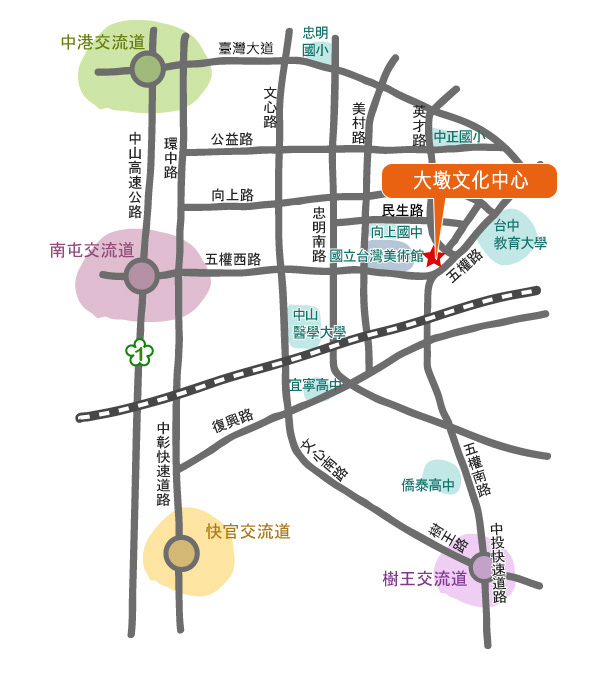 忠明
國小
中港交流道
臺灣大道
文心路
美村路
英才路
中正國小
中山高速公路
環中路
公益路
大墩文化中心
向上路
民生路
忠明南路
向上國中
台中
教育大學
南屯交流道
五權西路
國立台灣美術館
五權路
中山
醫學大學
1
宜寧高中
復興路
中彰快速道路
文心南路
五權南路
僑泰高中
快官交流道
樹王路
中投快速道路
樹王交流道